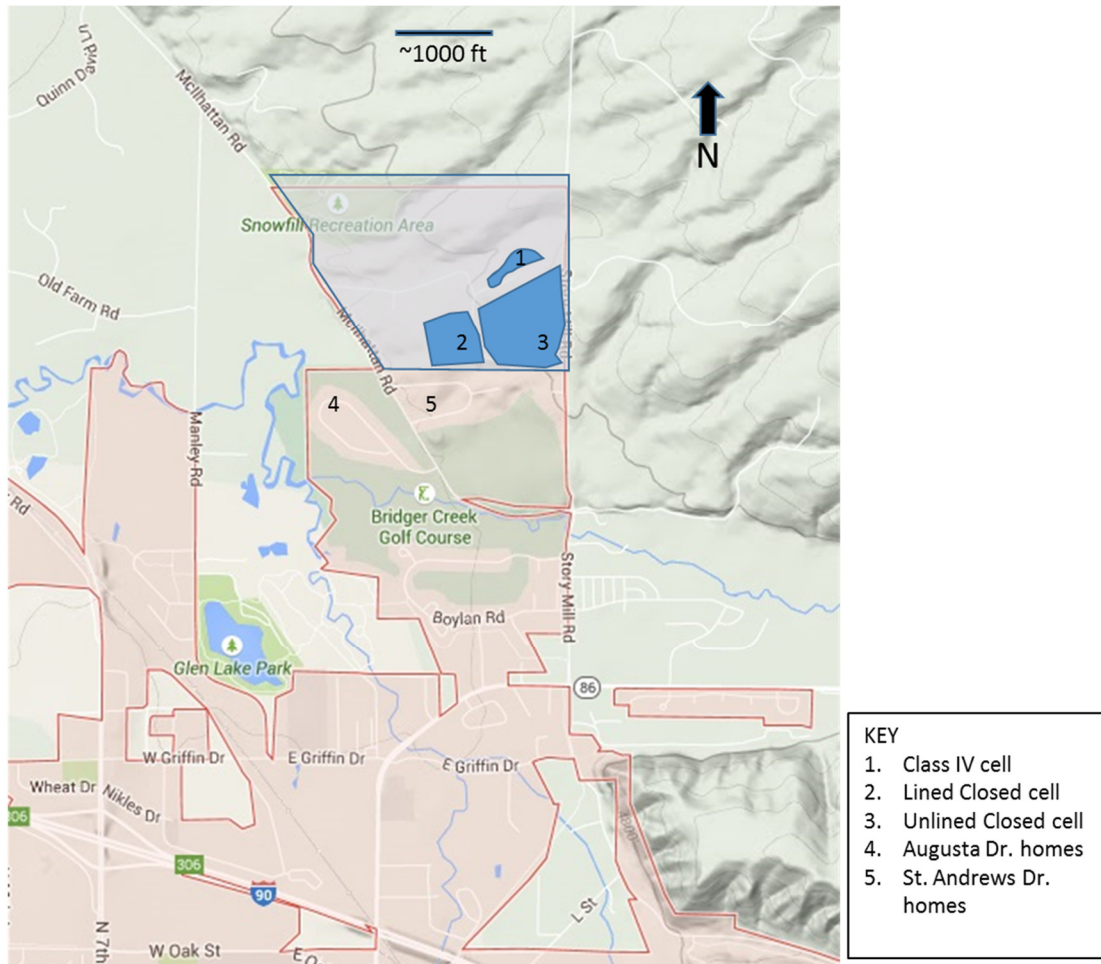 ~1000 ft
N
Quinn Dr
McIlhattan Rd
Snowfill Recreation Area
1
Old Farm Rd
McIlhattan Rd
2
3
4
5
Manley Rd
Rd
Bridger Creek
Golf Course
Story Mill Rd
Boylan Rd
Glen Lake Park
86
W Griffin Dr
E Griffin Dr
E Griffin Dr
Wheat Dr
Nikles Dr
306
306
90
N 7th
L St
W Oak St
KEY
1. Class IV cell
2. Lined Closed cell
3. Unlined Closed cell
4. Augusta Dr. homes
5. St. Andrews Dr.
homes